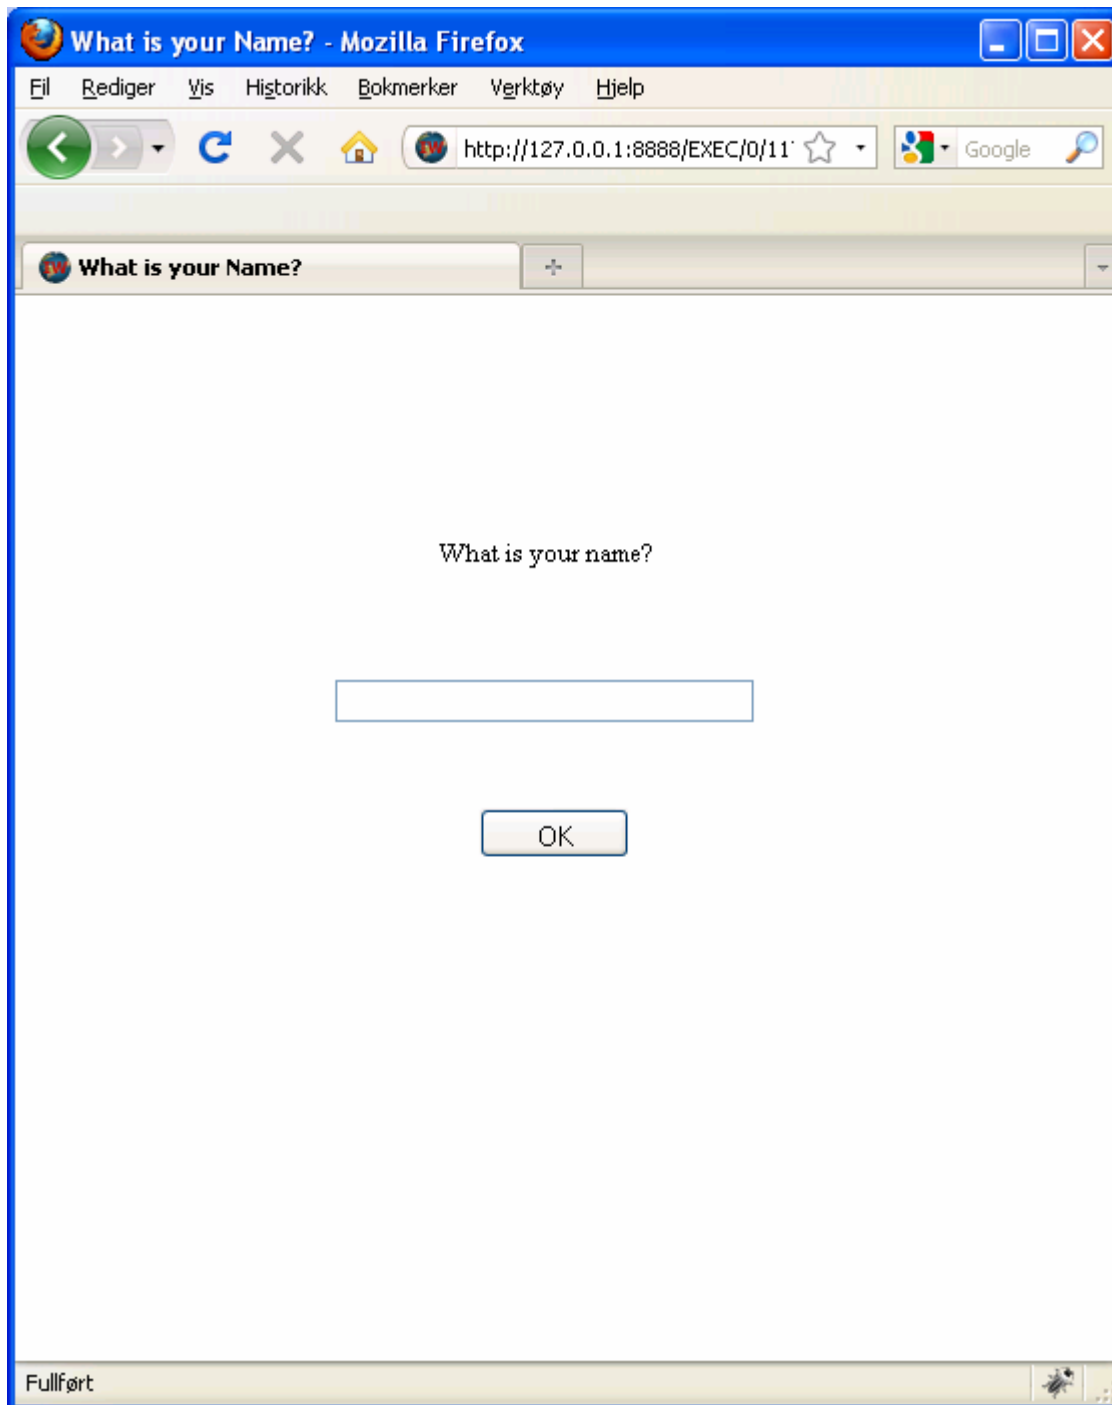 What is your Name? - Mozilla Firefox
Fil Rediger Vis Historikk Bokmerker Verktøy Hjelp
http://127.0.0.1:8888/EXEC/0/11 Google
What is your Name?
What is your name?
OK
Fullført